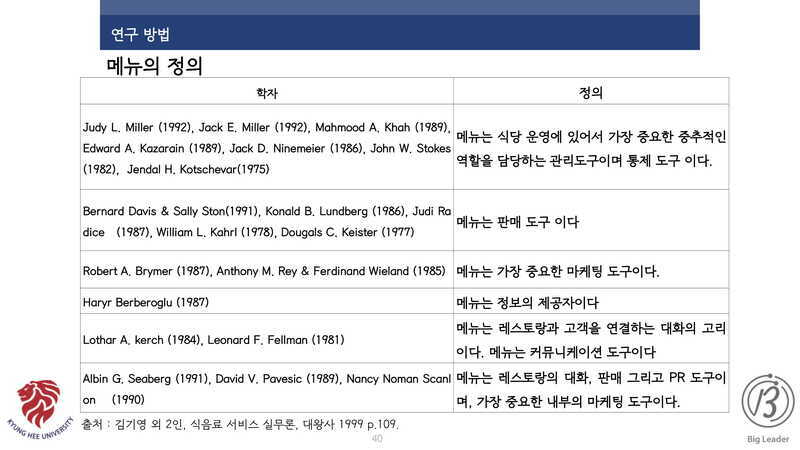 연구 방법
메뉴의 정의
학자
정의
Judy L. Miller (1992), Jack E. Miller (1992), Mahmood A. Khah (1989),
Edward A. Kazarain (1989), Jack D. Ninemeier (1986), John W. Stokes
(1982), Jendal H. Kotschevar(1975)
메뉴는 식당 운영에 있어서 가장 중요한 중추적인
역할을 담당하는 관리도구이며 통제 도구 이다.
Bernard Davis & Sally Ston(1991), Konald B. Lundberg (1986), Judi Ra
dice (1987), William L. Kahrl (1978), Dougals C. Keister (1977)
메뉴는 판매 도구 이다
Robert A. Brymer (1987), Anthony M. Rey & Ferdinand Wieland (1985)
메뉴는 가장 중요한 마케팅 도구이다.
Haryr Berberoglu (1987)
메뉴는 정보의 제공자이다
Lothar A. kerch (1984), Leonard F. Fellman (1981)
메뉴는 레스토랑과 고객을 연결하는 대화의 고리
이다. 메뉴는 커뮤니케이션 도구이다
Albin G. Seaberg (1991), David V. Pavesic (1989), Nancy Noman Scanl
on (1990)
메뉴는 레스토랑의 대화, 판매 그리고 PR 도구이
며, 가장 중요한 내부의 마케팅 도구이다.
출처 : 김기영 외 2인, 식음료 서비스 실무론, 대왕사 1999 p.109.
40
KYUNG HEE UNIVERSITY
Big Leader